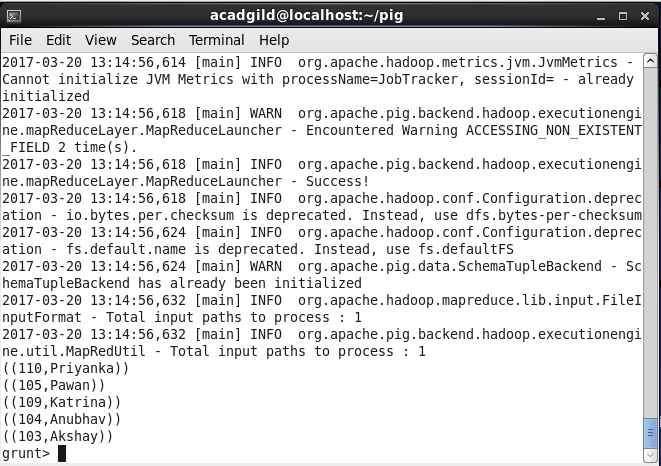 acadgild@localhost:~/pig
File Edit View Search Terminal Help
2017-03-20 13:14:56,614 [main] INFO  org.apache.hadoop.metrics.jvm.JvmMetrics -
Cannot initialize JVM Metrics with processName=JobTracker, sessionId= - already
initialized
2017-03-20 13:14:56,618 [main] WARN  org.apache.pig.backend.hadoop.executionengi
ne.mapReduceLayer.MapReduceLauncher - Encountered Warning ACCESSING_NON_EXISTENT
_FIELD 2 time(s).
2017-03-20 13:14:56,618 [main] INFO  org.apache.pig.backend.hadoop.executionengi
ne.mapReduceLayer.MapReduceLauncher - Success!
2017-03-20 13:14:56,618 [main] INFO  org.apache.hadoop.conf.Configuration.deprec
ation - io.bytes.per.checksum is deprecated. Instead, use dfs.bytes-per-checksum
2017-03-20 13:14:56,624 [main] INFO  org.apache.hadoop.conf.Configuration.deprec
ation - fs.default.name is deprecated. Instead, use fs.defaultFS
2017-03-20 13:14:56,624 [main] WARN  org.apache.pig.data.SchemaTupleBackend - Sc
hemaTupleBackend has already been initialized
2017-03-20 13:14:56,632 [main] INFO  org.apache.hadoop.mapreduce.lib.input.FileI
nputFormat - Total input paths to process : 1
2017-03-20 13:14:56,632 [main] INFO  org.apache.pig.backend.hadoop.executionengi
ne.util.MapRedUtil - Total input paths to process : 1
((110,Priyanka))
((105,Pawan))
((109,Katrina))
((104,Anubhav))
((103,Akshay))
grunt>